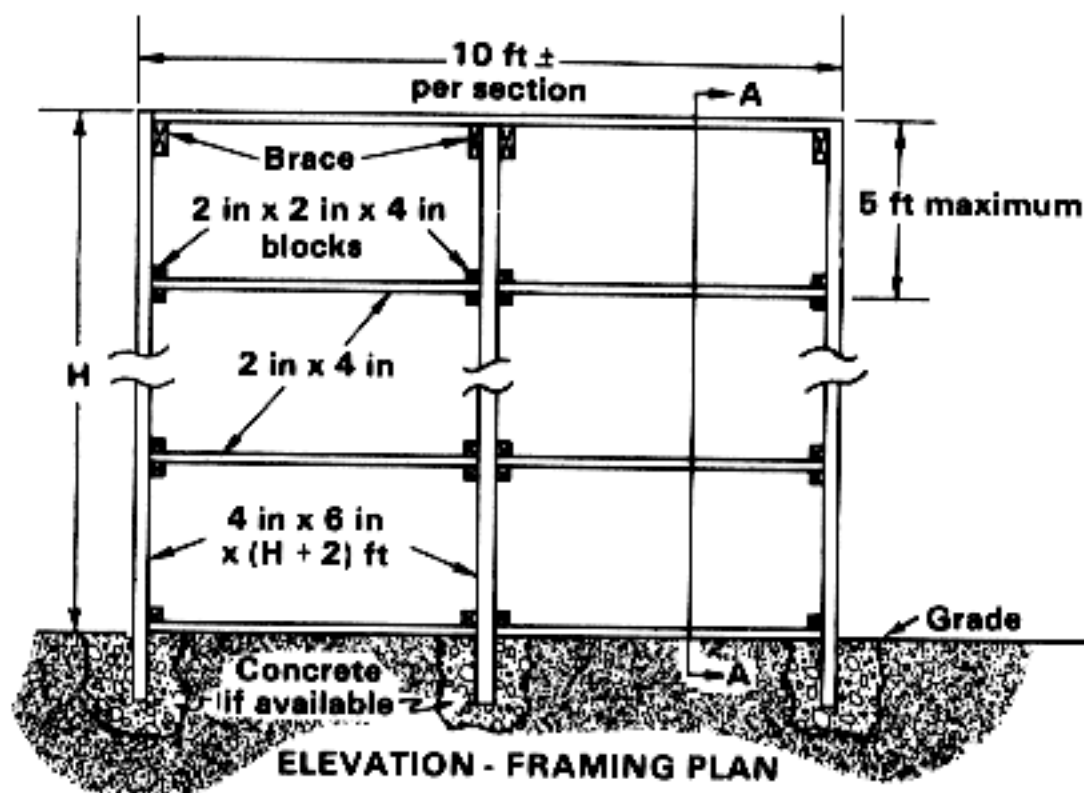 10 ft ±
per section
A
Brace
2 in x 2 in x 4 in
blocks
5 ft maximum
H
2 in x 4 in
4 in x 6 in
x (H + 2) ft
Grade
Concrete
if available
A
ELEVATION - FRAMING PLAN